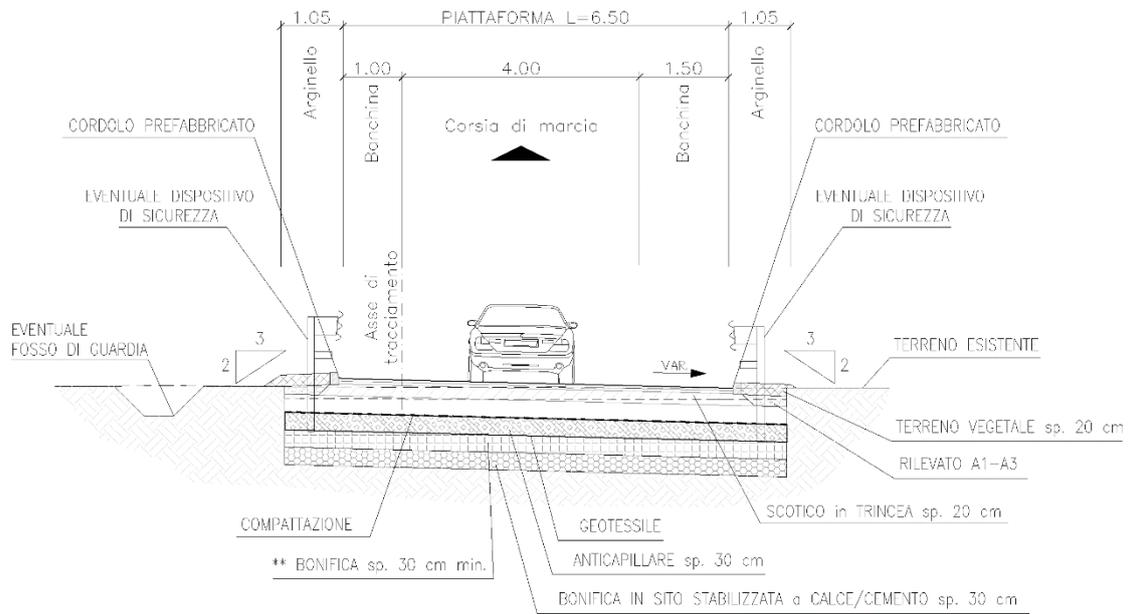 1.05 PIATTAFORMA L=6.50 1.05
1.00 4.00 1.50
Arginello
Banchina
Corsia di marcia
Banchina
Arginello
CORDOLO PREFABBRICATO
CORDOLO PREFABBRICATO
EVENTUALE DISPOSITIVO
DI SICUREZZA
EVENTUALE DISPOSITIVO
DI SICUREZZA
Asse di
tracciamento
EVENTUALE
FOSSO DI GUARDIA
3
2
VAR.
3
2
TERRENO ESISTENTE
TERRENO VEGETALE sp. 20 cm
RILEVATO A1-A3
SCOTICO in TRINCEA sp. 20 cm
COMPATTAZIONE
GEOTESSILE
** BONIFICA sp. 30 cm min.
ANTICAPILLARE sp. 30 cm
BONIFICA IN SITO STABILIZZATA a CALCE/CEMENTO sp. 30 cm